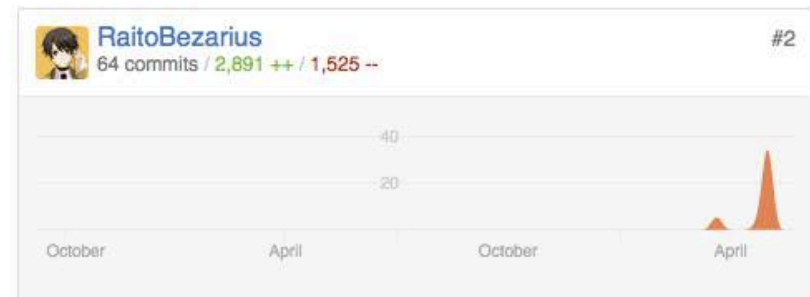 RaitoBezarius #2
64 commits / 2,891 ++ / 1,525 --
40
20
October April October April